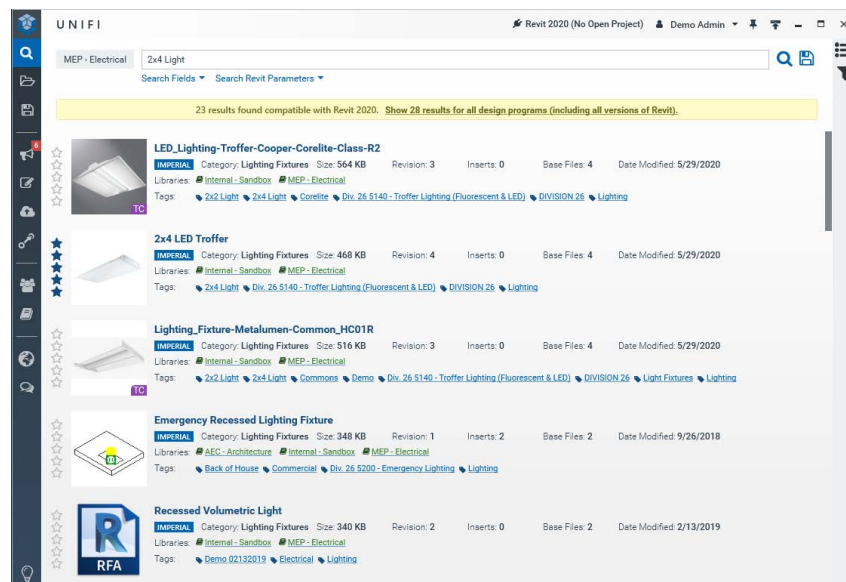 UNIFI
Revit 2020 (No Open Project) Demo Admin
MEP - Electrical 2x4 Light
Search Fields Search Revit Parameters
23 results found compatible with Revit 2020. Show 28 results for all design programs (including all versions of Revit).
6
LED_Lighting-Troffer-Cooper-Corelite-Class-R2
IMPERIAL Category: Lighting Fixtures Size: 564 KB Revision: 3 Inserts: 0 Base Files: 4 Date Modified: 5/29/2020
Libraries: Internal - Sandbox MEP - Electrical
Tags: 2x2 Light 2x4 Light Corelite Div. 26 5140 - Troffer Lighting (Fluorescent & LED) DIVISION 26 Lighting
TC
2x4 LED Troffer
IMPERIAL Category: Lighting Fixtures Size: 468 KB Revision: 4 Inserts: 0 Base Files: 4 Date Modified: 5/29/2020
Libraries: Internal - Sandbox MEP - Electrical
Tags: 2x4 Light Div. 26 5140 - Troffer Lighting (Fluorescent & LED) DIVISION 26 Lighting
Lighting_Fixture-Metalumen-Common_HC01R
IMPERIAL Category: Lighting Fixtures Size: 516 KB Revision: 3 Inserts: 0 Base Files: 4 Date Modified: 5/29/2020
Libraries: Internal - Sandbox MEP - Electrical
Tags: 2x2 Light 2x4 Light Commons Demo Div. 26 5140 - Troffer Lighting (Fluorescent & LED) DIVISION 26 Light Fixtures Lighting
TC
Emergency Recessed Lighting Fixture
IMPERIAL Category: Lighting Fixtures Size: 348 KB Revision: 1 Inserts: 2 Base Files: 2 Date Modified: 9/26/2018
Libraries: AEC - Architecture Internal - Sandbox MEP - Electrical
Tags: Back of House Commercial Div. 26 5200 - Emergency Lighting Lighting
Recessed Volumetric Light
IMPERIAL Category: Lighting Fixtures Size: 340 KB Revision: 2 Inserts: 0 Base Files: 2 Date Modified: 2/13/2019
Libraries: Internal - Sandbox MEP - Electrical
Tags: Demo 02132019 Electrical Lighting
R
RFA